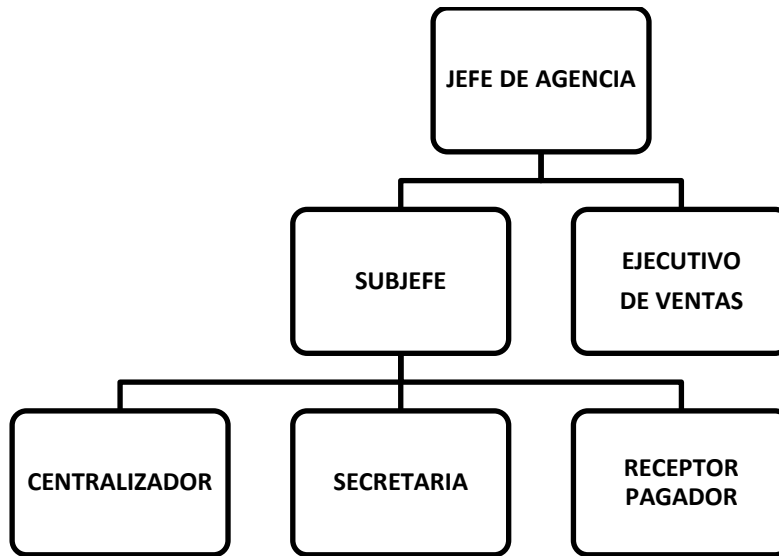 JEFE DE AGENCIA
SUBJEFE
EJECUTIVO
DE VENTAS
CENTRALIZADOR
SECRETARIA
RECEPTOR
PAGADOR